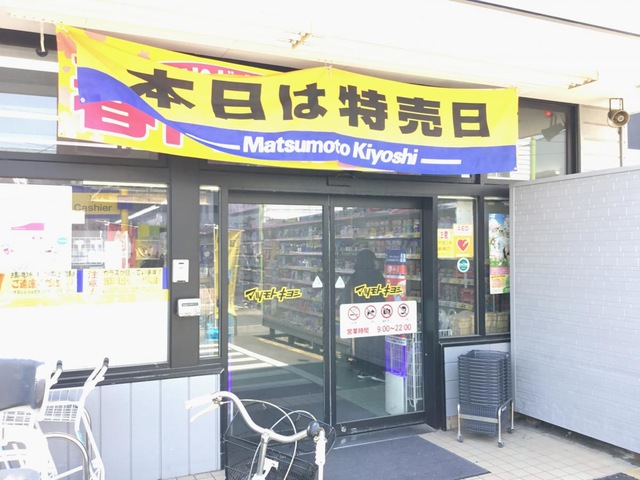 本日は特売日
Matsumoto Kiyoshi
Cashier
マツモトキヨシ
マツモトキヨシ
営業時間 9:00~22:00